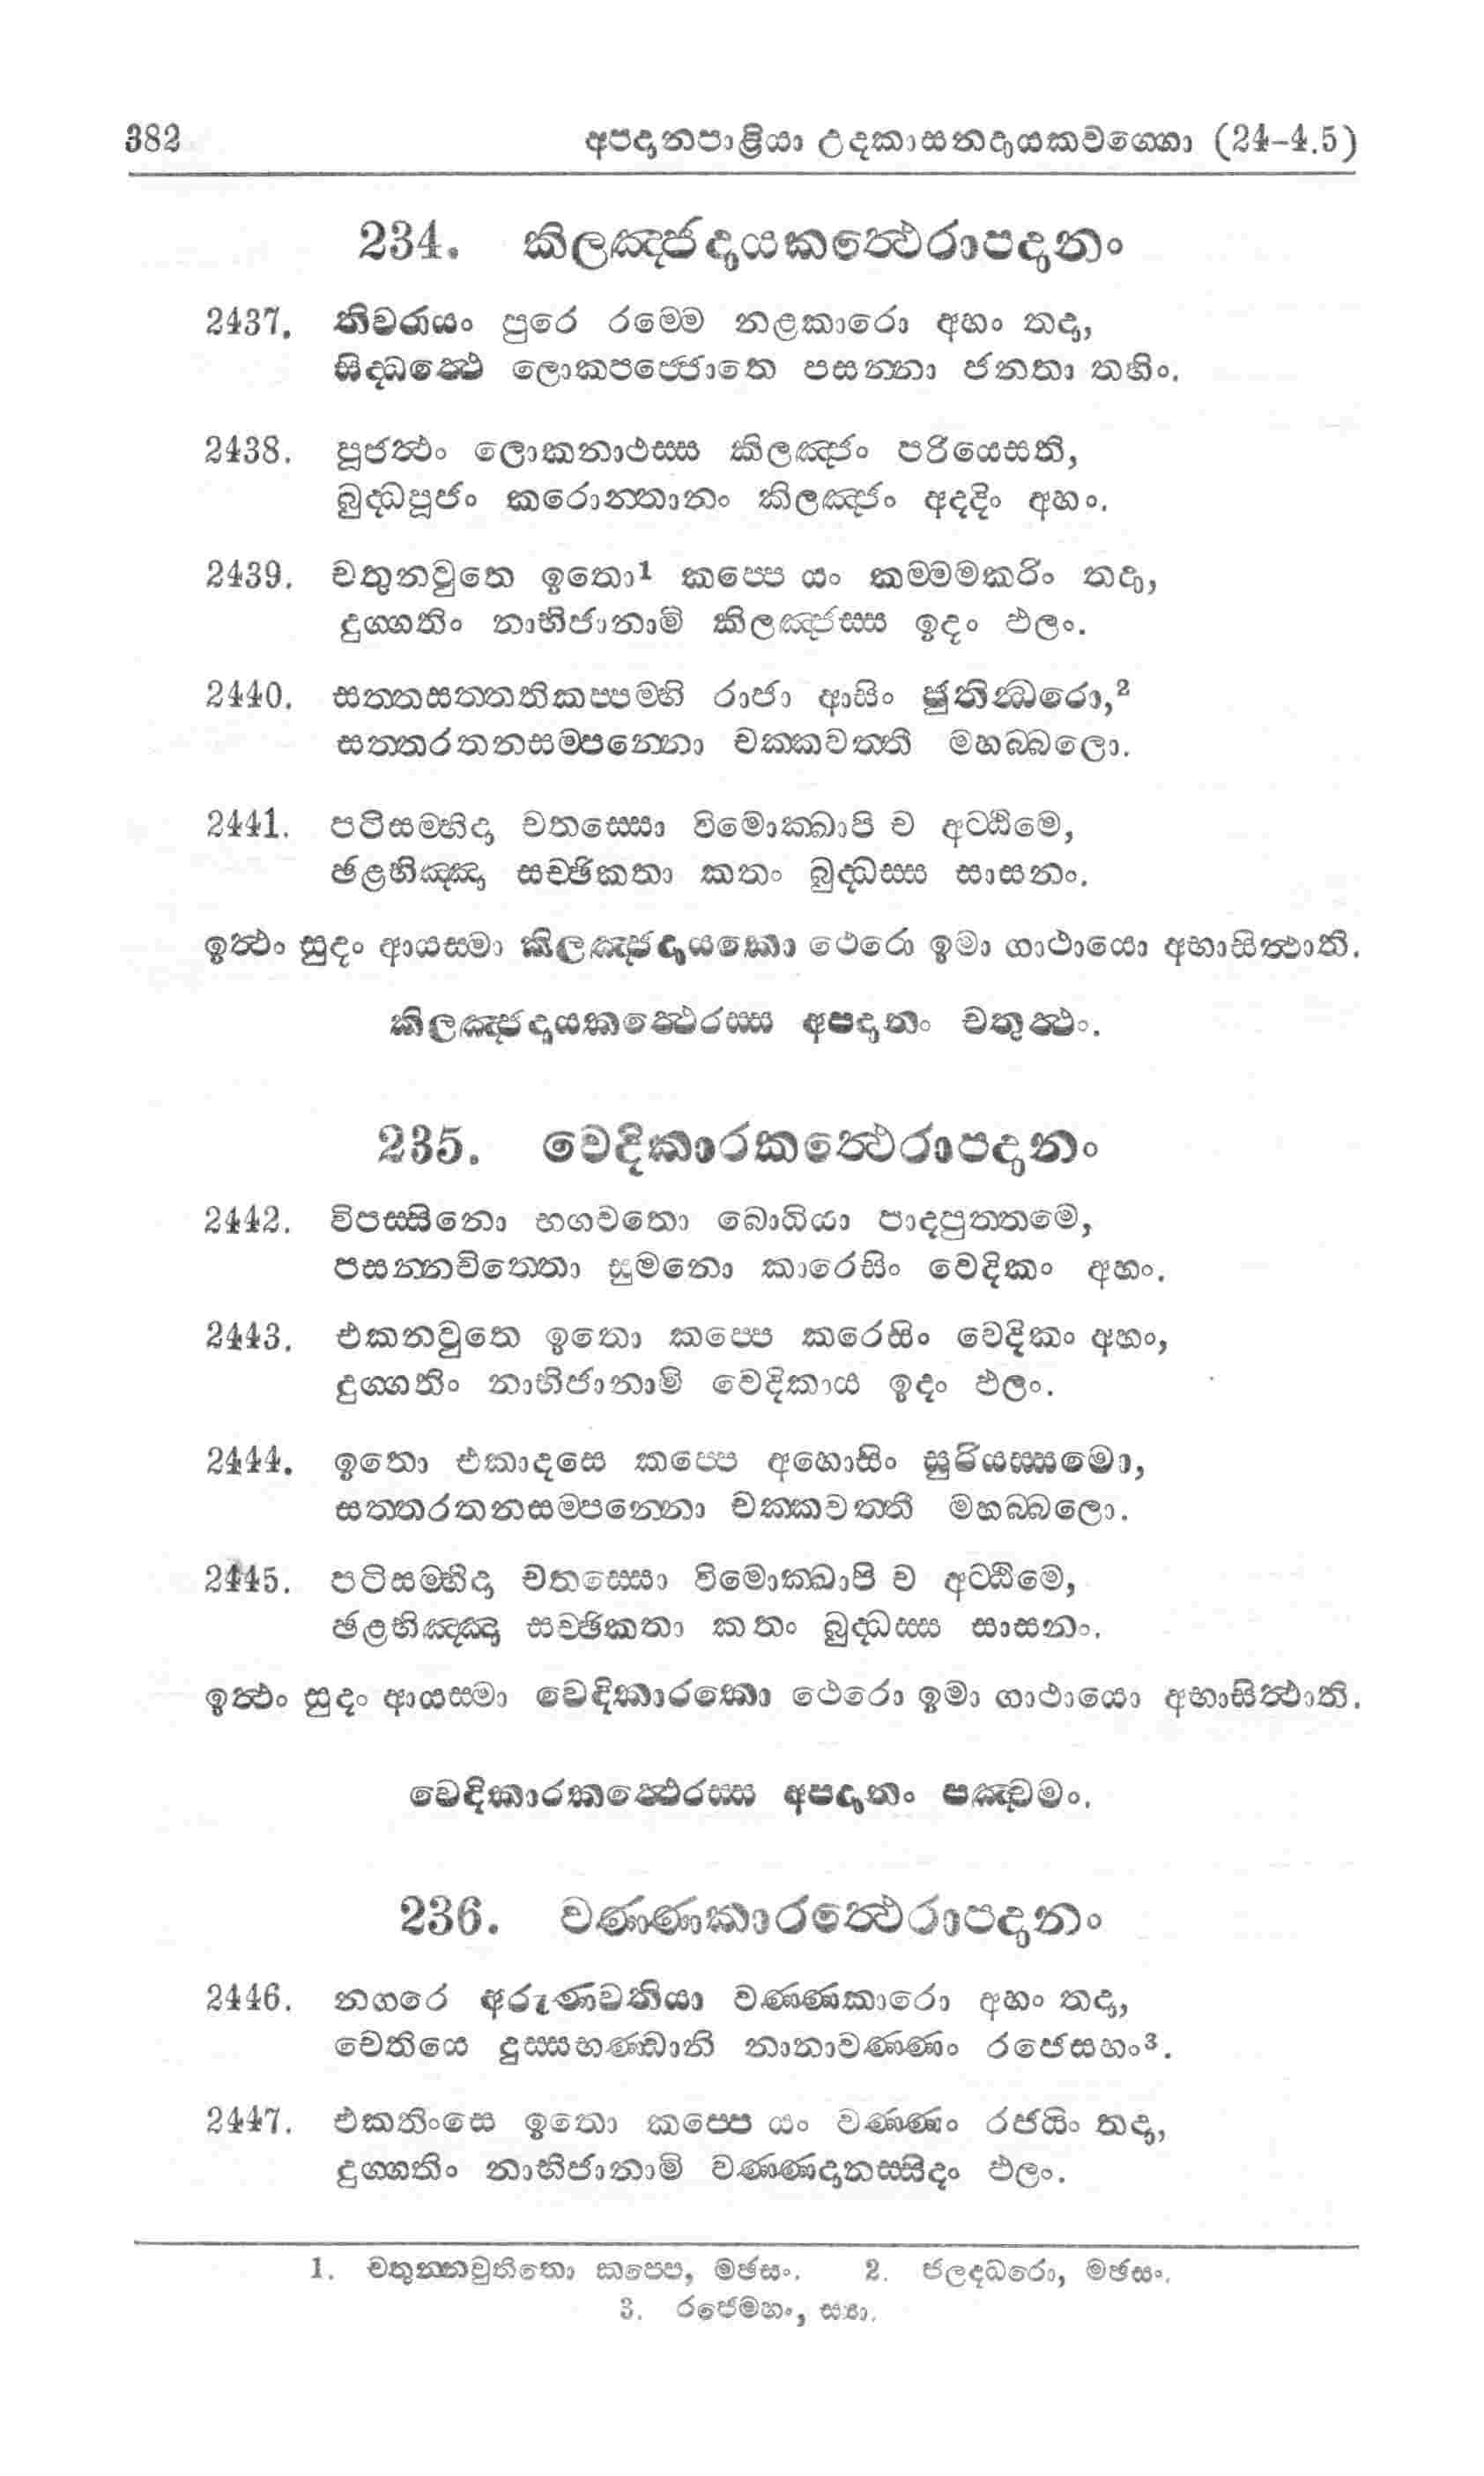 382 අපදානපාළියා උදකාසනදායකවග්ගො (24-4.5)
234. කිලඤ්ජදායකත්ථෙරාපදානං
2437. තිවරායං පුරෙ රම්මෙ නළකාරො අහං තදා,
සිද්ධත්ථෙ ලොකපජ්ජොතෙ පසන්නා ජනතා තහිං.
2438. පූජත්ථං ලොකනාථස්ස කිලඤ්ජං පරියෙසති,
බුද්ධපූජං කරොන්තානං කිලඤ්ජං අදදිං අහං.
2439. චතුනවුතෙ ඉතො¹ කප්පෙ යං කම්මමකරිං තදා,
දුග්ගතිං නාභිජානාමි කිලඤ්ජස්ස ඉදං ඵලං.
2440. සත්තසත්තතිකප්පම්හි රාජා ආසිං ජුතින්ධරො,²
සත්තරතනසම්පන්නො චක්කවත්තී මහබ්බලො.
2441. පටිසම්භිදා චතස්සො විමොක්ඛාපි ච අට්ඨිමෙ,
ඡළභිඤ්ඤා සච්ඡිකතා කතං බුද්ධස්ස සාසනං.
ඉත්ථං සුදං ආයස්මා කිලඤ්ජදායකො ථෙරො ඉමා ගාථායො අභාසිත්ථාති.
කිලඤ්ජදායකත්ථෙරස්ස අපදානං චතුත්ථං.
235. වෙදිකාරකත්ථෙරාපදානං
2442. විපස්සිනො භගවතො බොධියා පාදපුත්තමෙ,
පසන්නචිත්තො සුමනො කාරෙසිං වෙදිකං අහං.
2443. එකනවුතෙ ඉතො කප්පෙ කරෙසිං වෙදිකං අහං,
දුග්ගතිං නාභිජානාමි වෙදිකාය ඉදං ඵලං.
2444. ඉතො එකාදසෙ කප්පෙ අහොසිං සුරියස්සමො,
සත්තරතනසම්පන්නො චක්කවත්තී මහබ්බලො.
2445. පටිසම්භිදා චතස්සො විමොක්ඛාපි ච අට්ඨිමෙ,
ඡළභිඤ්ඤා සච්ඡිකතා කතං බුද්ධස්ස සාසනං.
ඉත්ථං සුදං ආයස්මා වෙදිකාරකො ථෙරො ඉමා ගාථායො අභාසිත්ථාති.
වෙදිකාරකත්ථෙරස්ස අපදානං පඤ්චමං.
236. වණ්ණකාරත්ථෙරාපදානං
2446. නගරෙ අරුණවතියා වණ්ණකාරො අහං තදා,
චෙතියෙ දුස්සභණ්ඩානි නානාවණ්ණං රජෙසහං³.
2447. එකතිංසෙ ඉතො කප්පෙ යං වණ්ණං රජයිං තදා,
දුග්ගතිං නාභිජානාමි වණ්ණදානස්සිදං ඵලං.
1. චතුන්නවුතිතො කප්පෙ, මඡසං. 2. ජලද්ධරො, මඡසං.
3. රජෙමහං, ස්‍යා.